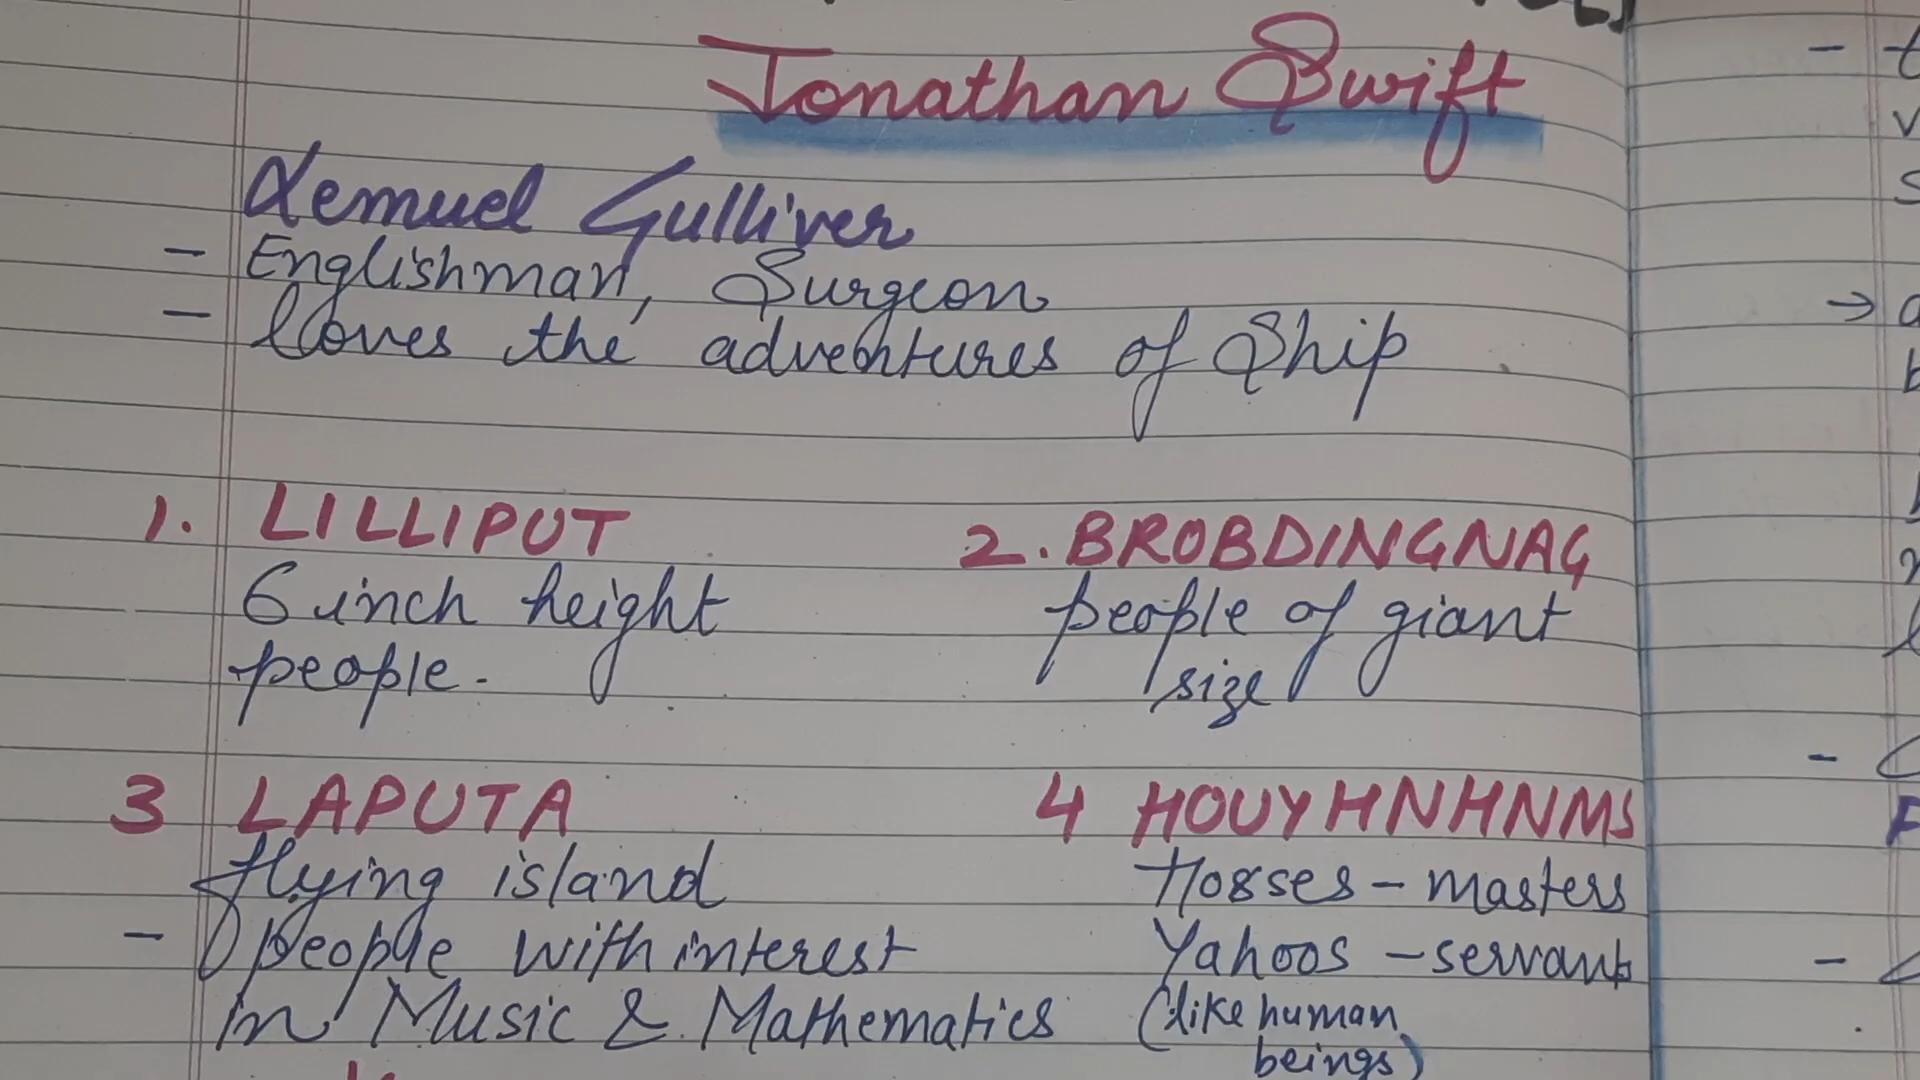 Jonathan Swift
Lemuel Gulliver
- Englishman, Surgeon
- loves the adventures of Ship
1. LILLIPUT
6 inch height
people.
2. BROBDINGNAG
people of giant
size
3 LAPUTA
flying island
- people with interest
in Music & Mathematics
4 HOUYHNHNMS
Horses - masters
Yahoos - servants
(like human
beings)